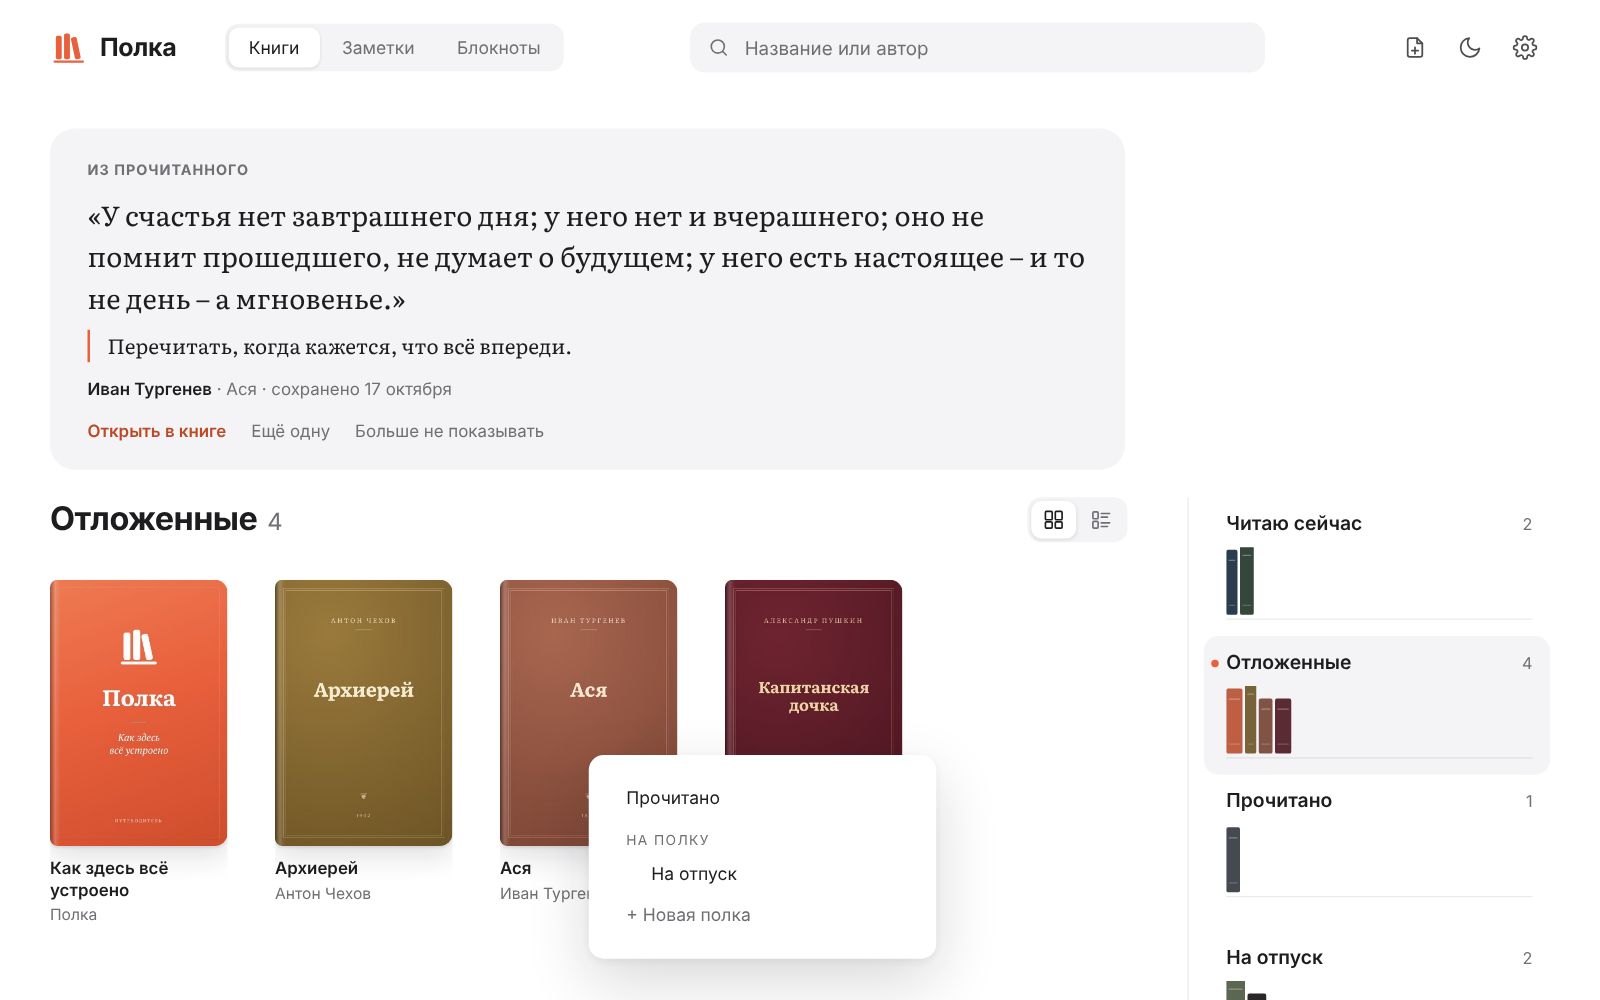 Полка
Книги
Заметки
Блокноты
Название или автор
ИЗ ПРОЧИТАННОГО
«У счастья нет завтрашнего дня; у него нет и вчерашнего; оно не
помнит прошедшего, не думает о будущем; у него есть настоящее – и то
не день – а мгновенье.»
Перечитать, когда кажется, что всё впереди.
Иван Тургенев · Ася · сохранено 17 октября
Открыть в книге
Ещё одну
Больше не показывать
Отложенные 4
Полка
Как здесь
всё устроено
ПУТЕВОДИТЕЛЬ
Как здесь всё
устроено
Полка
АНТОН ЧЕХОВ
Архиерей
1902
Архиерей
Антон Чехов
ИВАН ТУРГЕНЕВ
Ася
Ася
Иван Турге
АЛЕКСАНДР ПУШКИН
Капитанская
дочка
Прочитано
НА ПОЛКУ
На отпуск
+ Новая полка
Читаю сейчас 2
Отложенные 4
Прочитано 1
На отпуск 2